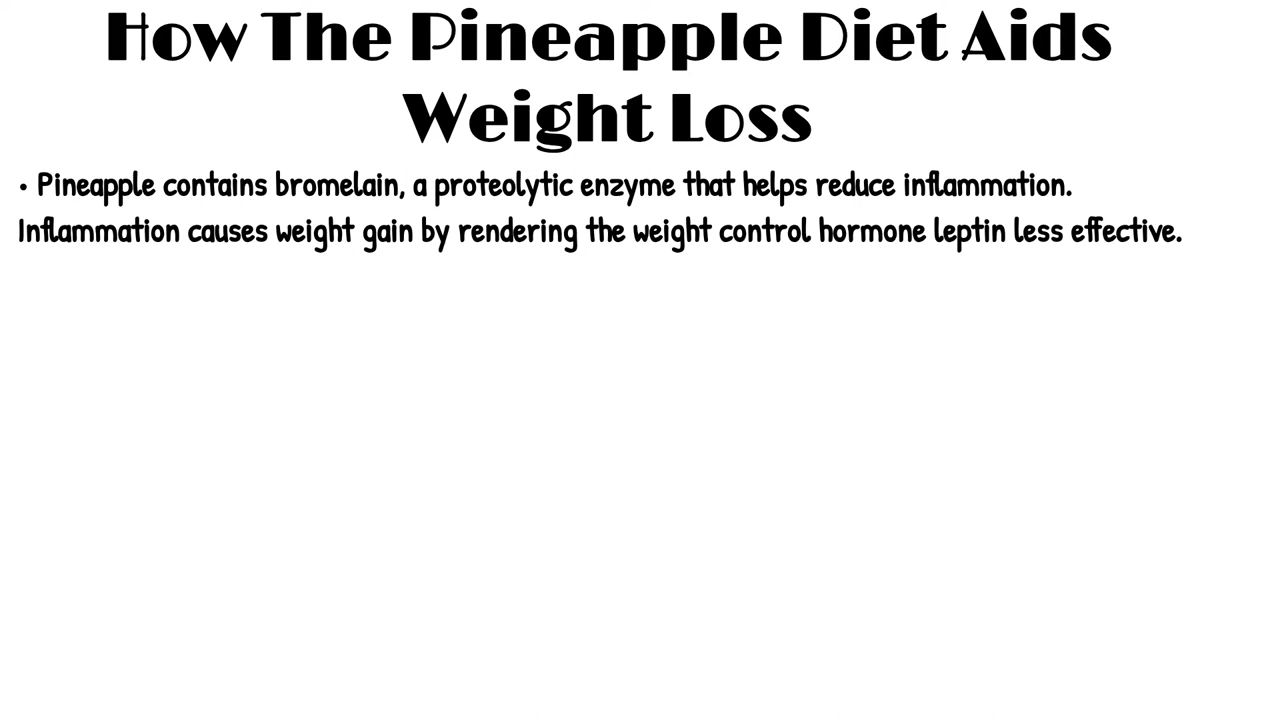 How The Pineapple Diet Aids
Weight Loss
• Pineapple contains bromelain, a proteolytic enzyme that helps reduce inflammation.
Inflammation causes weight gain by rendering the weight control hormone leptin less effective.